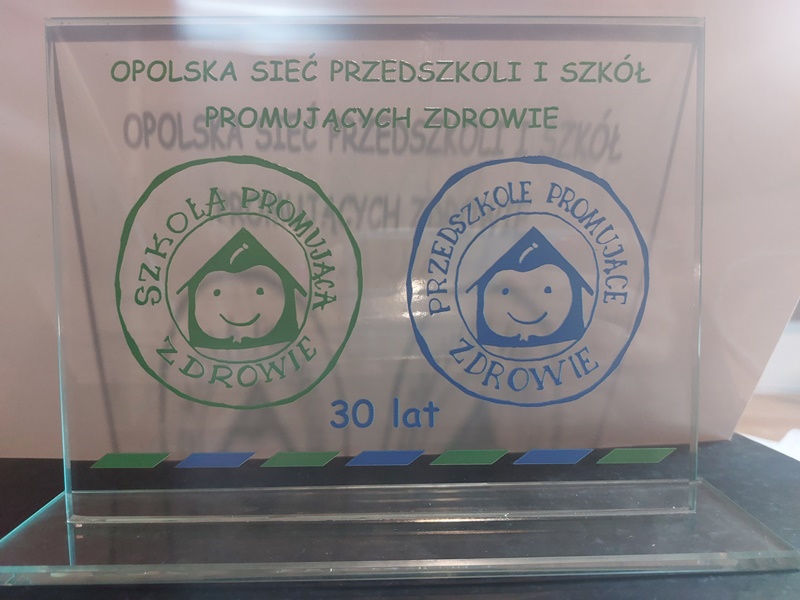 OPOLSKA SIEĆ PRZEDSZKOLI I SZKÓŁ
PROMUJĄCYCH ZDROWIE
SZKOŁA PROMUJĄCA
ZDROWIE
PRZEDSZKOLE PROMUJĄCE
ZDROWIE
30 lat